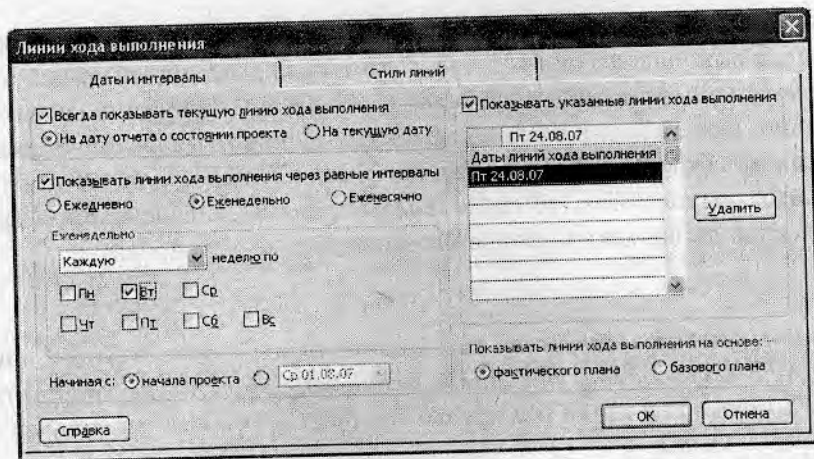 Линии хода выполнения
Даты и интервалы
Стили линий
Всегда показывать текущую линию хода выполнения
На дату отчета о состоянии проекта На текущую дату
Показывать линии хода выполнения через равные интервалы
Ежедневно Еженедельно Ежемесячно
Еженедельно
Каждую неделю по
Пн Вт Ср
Чт Пт Сб Вс
Начиная с: начала проекта Ср 01.08.07
Показывать указанные линии хода выполнения
Пт 24.08.07
Даты линий хода выполнения
Пт 24.08.07
Удалить
Показывать линии хода выполнения на основе:
фактического плана базового плана
Справка
ОК
Отмена